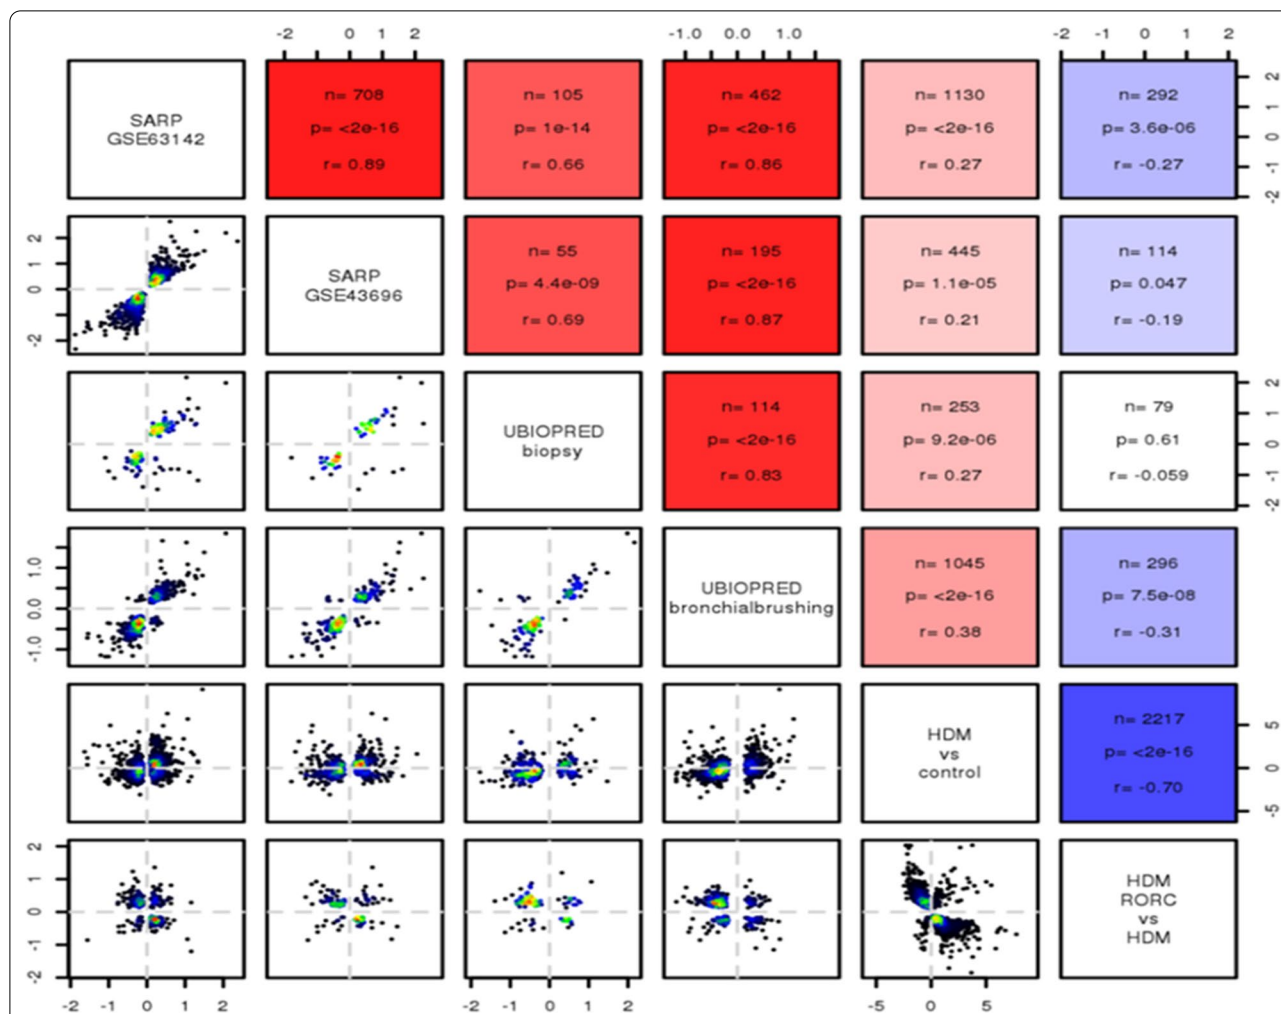 -2 0 1 2 -1.0 0.0 1.0 -2 -1 0 1 2
SARP
GSE63142
n= 708
p= <2e-16
r= 0.89
n= 105
p= 1e-14
r= 0.66
n= 462
p= <2e-16
r= 0.86
n= 1130
p= <2e-16
r= 0.27
n= 292
p= 3.6e-06
r= -0.27
2
1
0
-1
-2
2
1
0
-2
SARP
GSE43696
n= 55
p= 4.4e-09
r= 0.69
n= 195
p= <2e-16
r= 0.87
n= 445
p= 1.1e-05
r= 0.21
n= 114
p= 0.047
r= -0.19
UBIOPRED
biopsy
n= 114
p= <2e-16
r= 0.83
n= 253
p= 9.2e-06
r= 0.27
n= 79
p= 0.61
r= -0.059
2
1
0
-1
-2
1.0
0.0
-1.0
UBIOPRED
bronchialbrushing
n= 1045
p= <2e-16
r= 0.38
n= 296
p= 7.5e-08
r= -0.31
HDM
vs
control
n= 2217
p= <2e-16
r= -0.70
5
0
-5
2
1
0
-1
-2
HDM
RORC
vs
HDM
-2 -1 0 1 2 -2 -1 0 1 2 -5 0 5